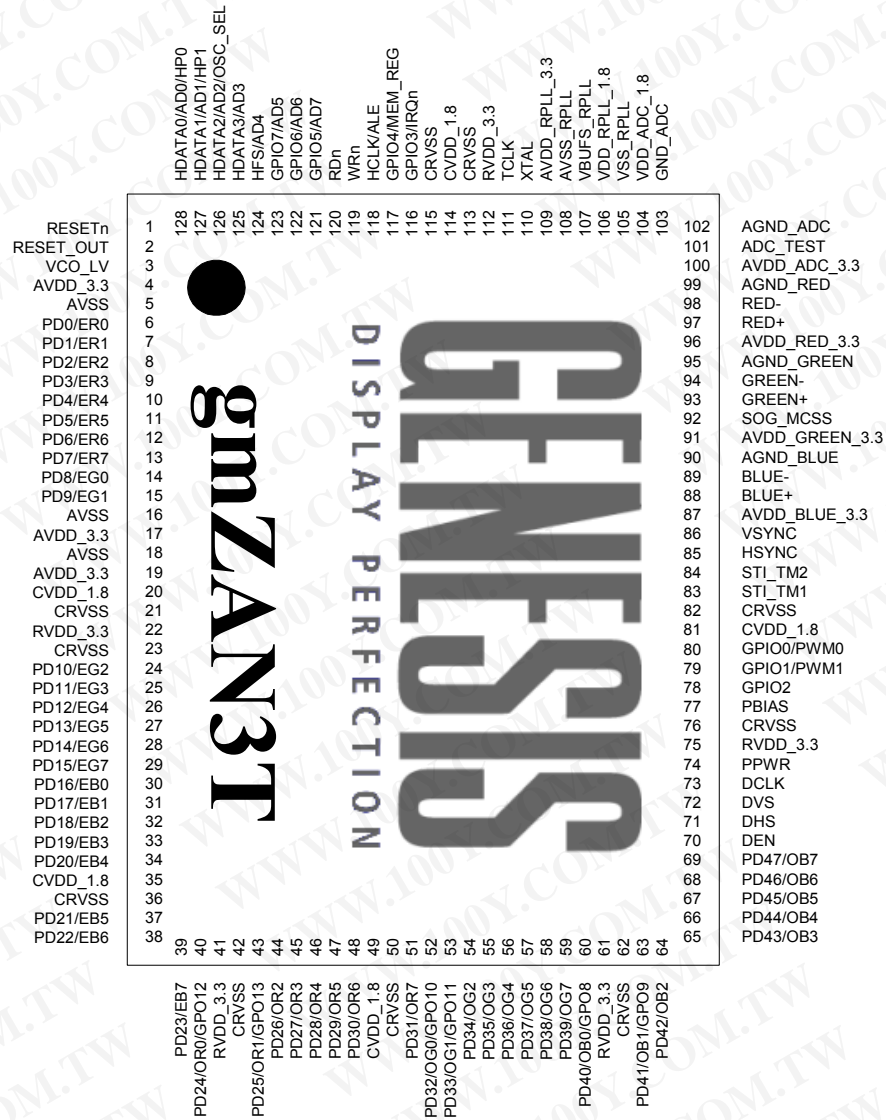 HDATA0/AD0/HP0
HDATA1/AD1/HP1
HDATA2/AD2/OSC_SEL
HDATA3/AD3
HFS/AD4
GPIO7/AD5
GPIO6/AD6
GPIO5/AD7
RDn
WRn
HCLK/ALE
GPIO4/MEM_REG
GPIO3/IRQn
CRVSS
CVDD_1.8
CRVSS
RVDD_3.3
TCLK
XTAL
AVDD_RPLL_3.3
AVSS_RPLL
VBUFS_RPLL
VDD_RPLL_1.8
VSS_RPLL
VDD_ADC_1.8
GND_ADC
128 127 126 125 124 123 122 121 120 119 118 117 116 115 114 113 112 111 110 109 108 107 106 105 104 103
RESETn 1
RESET_OUT 2
VCO_LV 3
AVDD_3.3 4
AVSS 5
PD0/ER0 6
PD1/ER1 7
PD2/ER2 8
PD3/ER3 9
PD4/ER4 10
PD5/ER5 11
PD6/ER6 12
PD7/ER7 13
PD8/EG0 14
PD9/EG1 15
AVSS 16
AVDD_3.3 17
AVSS 18
AVDD_3.3 19
CVDD_1.8 20
CRVSS 21
RVDD_3.3 22
CRVSS 23
PD10/EG2 24
PD11/EG3 25
PD12/EG4 26
PD13/EG5 27
PD14/EG6 28
PD15/EG7 29
PD16/EB0 30
PD17/EB1 31
PD18/EB2 32
PD19/EB3 33
PD20/EB4 34
CVDD_1.8 35
CRVSS 36
PD21/EB5 37
PD22/EB6 38
gmZAN3T
DISPLAY PERFECTION
GENESIS
102 AGND_ADC
101 ADC_TEST
100 AVDD_ADC_3.3
99 AGND_RED
98 RED-
97 RED+
96 AVDD_RED_3.3
95 AGND_GREEN
94 GREEN-
93 GREEN+
92 SOG_MCSS
91 AVDD_GREEN_3.3
90 AGND_BLUE
89 BLUE-
88 BLUE+
87 AVDD_BLUE_3.3
86 VSYNC
85 HSYNC
84 STI_TM2
83 STI_TM1
82 CRVSS
81 CVDD_1.8
80 GPIO0/PWM0
79 GPIO1/PWM1
78 GPIO2
77 PBIAS
76 CRVSS
75 RVDD_3.3
74 PPWR
73 DCLK
72 DVS
71 DHS
70 DEN
69 PD47/OB7
68 PD46/OB6
67 PD45/OB5
66 PD44/OB4
65 PD43/OB3
39 40 41 42 43 44 45 46 47 48 49 50 51 52 53 54 55 56 57 58 59 60 61 62 63 64
PD23/EB7
PD24/OR0/GPO12
RVDD_3.3
CRVSS
PD25/OR1/GPO13
PD26/OR2
PD27/OR3
PD28/OR4
PD29/OR5
PD30/OR6
CVDD_1.8
CRVSS
PD31/OR7
PD32/OG0/GPO10
PD33/OG1/GPO11
PD34/OG2
PD35/OG3
PD36/OG4
PD37/OG5
PD38/OG6
PD39/OG7
PD40/OB0/GPO8
RVDD_3.3
CRVSS
PD41/OB1/GPO9
PD42/OB2
WWW.100Y.COM.TW